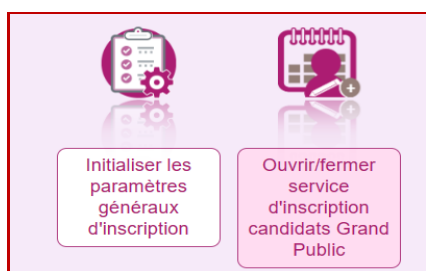 Initialiser les
paramètres
généraux
d'inscription
Ouvrir/fermer
service
d'inscription
candidats Grand
Public